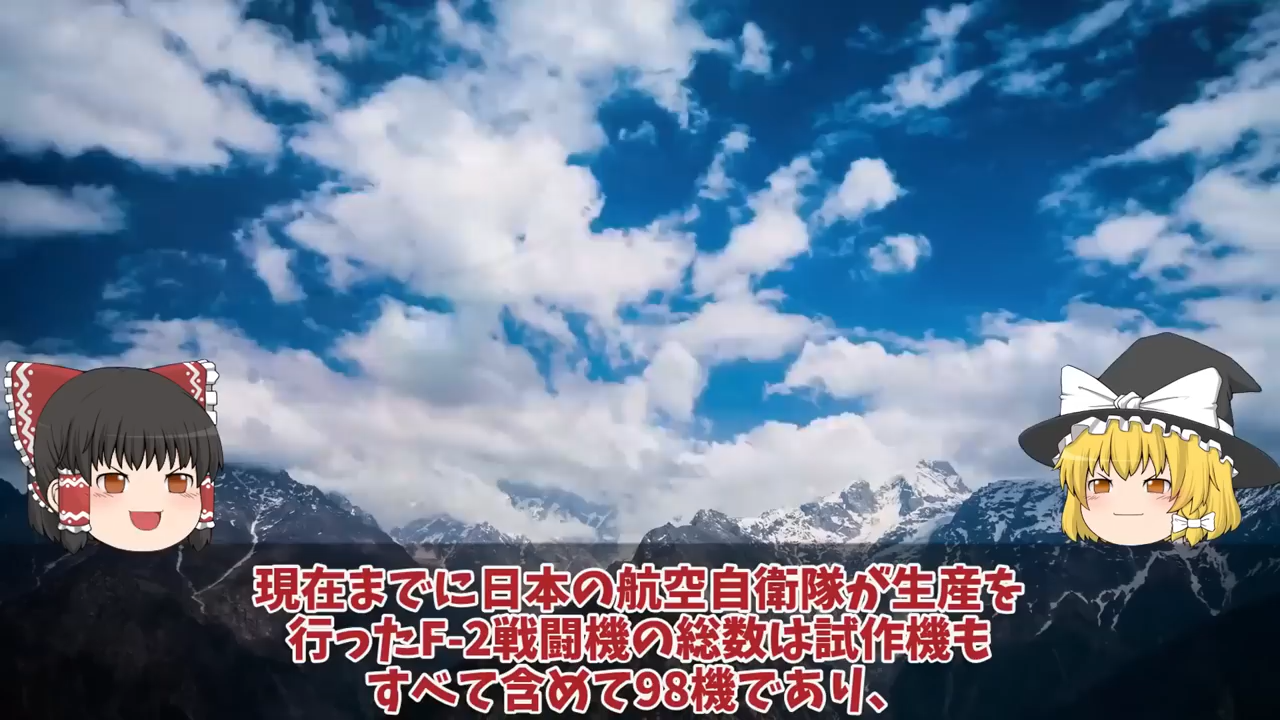 現在までに日本の航空自衛隊が生産を
行ったF-2戦闘機の総数は試作機も
すべて含めて98機であり、